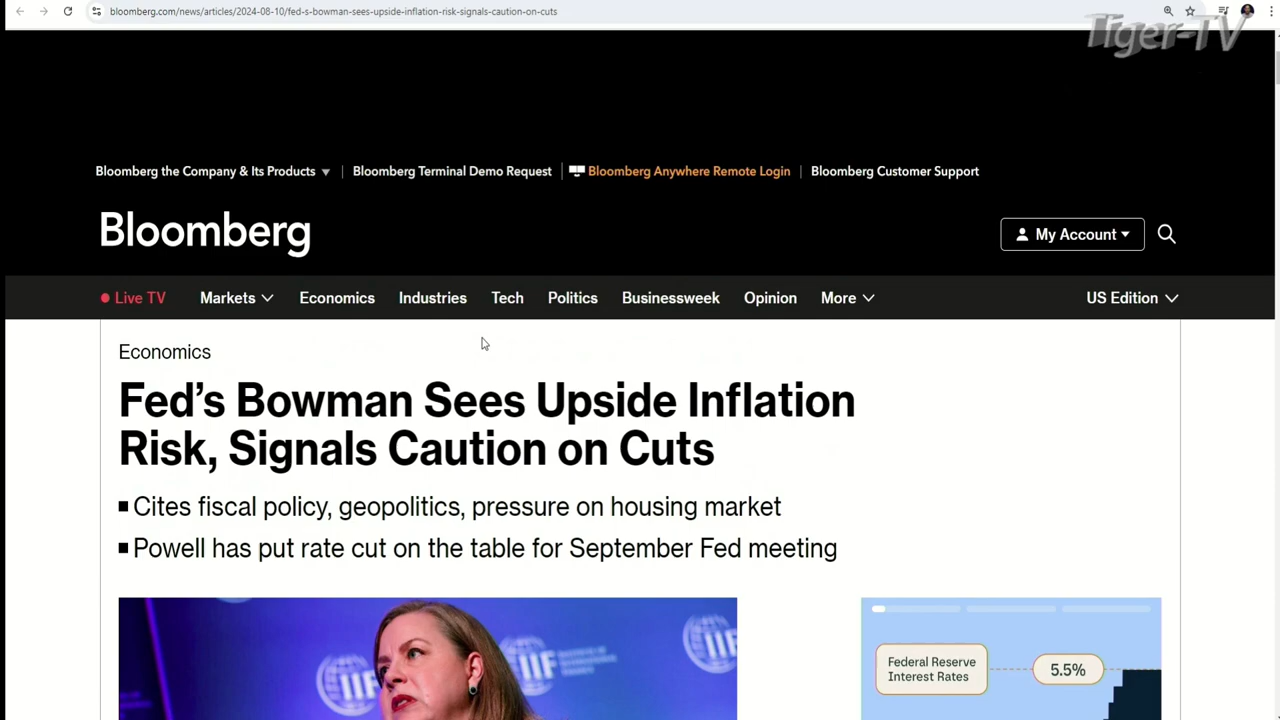 bloomberg.com/news/articles/2024-08-10/fed-s-bowman-sees-upside-inflation-risk-signals-caution-on-cuts
Tiger-TV
Bloomberg the Company & Its Products | Bloomberg Terminal Demo Request | Bloomberg Anywhere Remote Login | Bloomberg Customer Support
Bloomberg My Account
Live TV Markets Economics Industries Tech Politics Businessweek Opinion More US Edition
Economics
Fed’s Bowman Sees Upside Inflation
Risk, Signals Caution on Cuts
Cites fiscal policy, geopolitics, pressure on housing market
Powell has put rate cut on the table for September Fed meeting
IIF
IIF
IIF
Federal Reserve
Interest Rates
5.5%